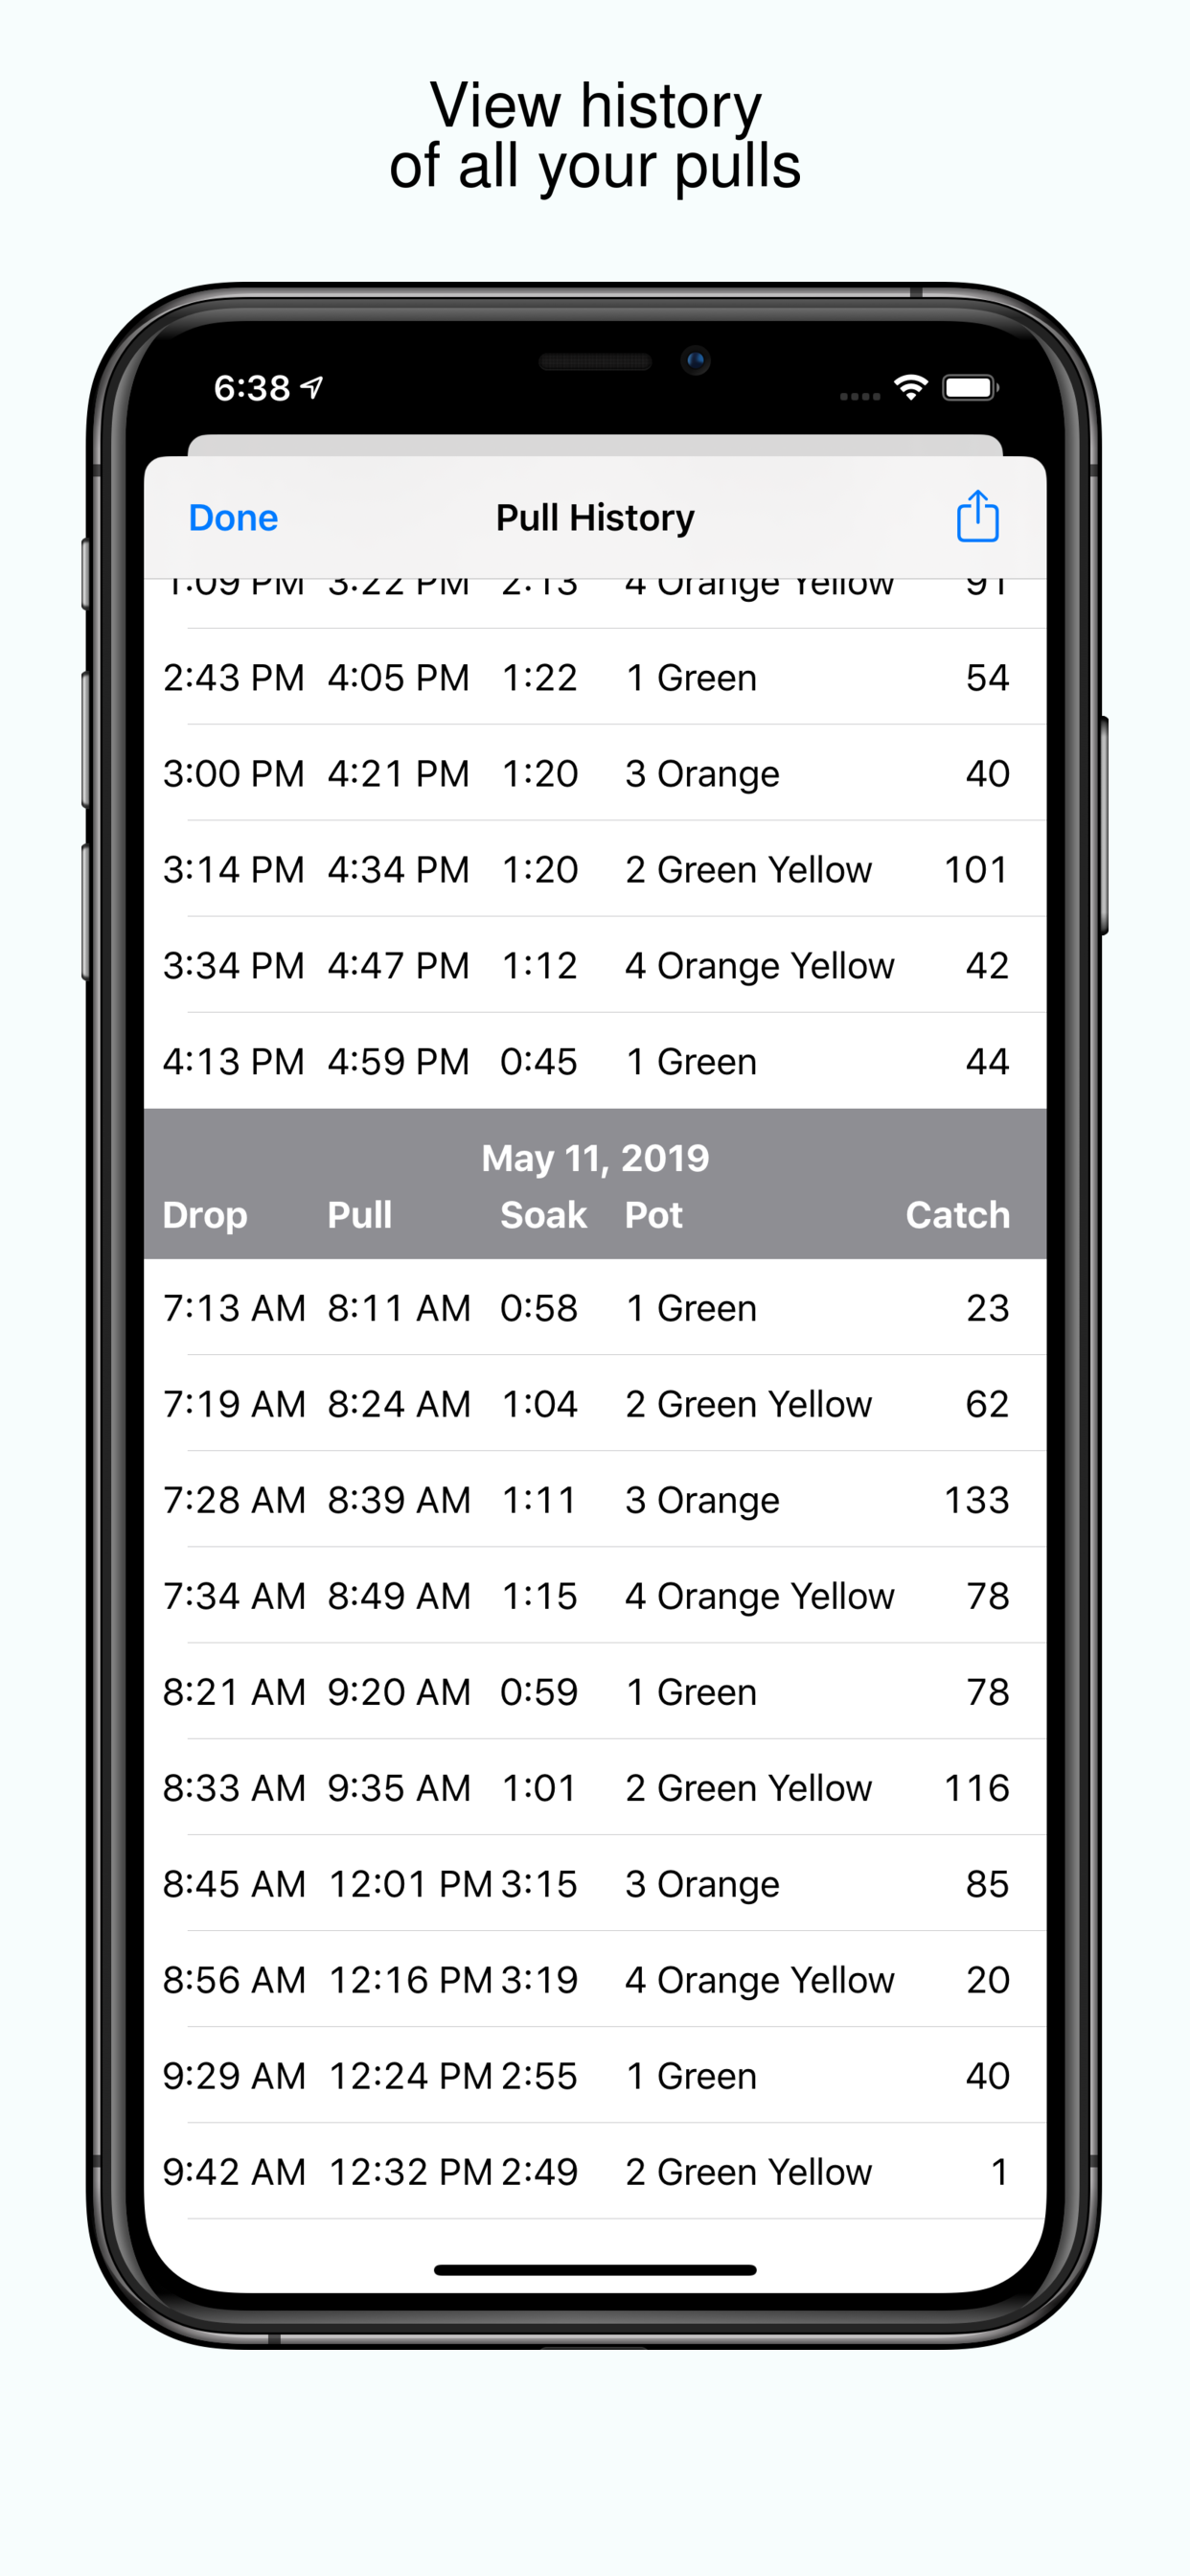 View history
of all your pulls
6:38
Done Pull History
1:09 PM 3:22 PM 2:13 4 Orange Yellow 91
2:43 PM 4:05 PM 1:22 1 Green 54
3:00 PM 4:21 PM 1:20 3 Orange 40
3:14 PM 4:34 PM 1:20 2 Green Yellow 101
3:34 PM 4:47 PM 1:12 4 Orange Yellow 42
4:13 PM 4:59 PM 0:45 1 Green 44
May 11, 2019
Drop Pull Soak Pot Catch
7:13 AM 8:11 AM 0:58 1 Green 23
7:19 AM 8:24 AM 1:04 2 Green Yellow 62
7:28 AM 8:39 AM 1:11 3 Orange 133
7:34 AM 8:49 AM 1:15 4 Orange Yellow 78
8:21 AM 9:20 AM 0:59 1 Green 78
8:33 AM 9:35 AM 1:01 2 Green Yellow 116
8:45 AM 12:01 PM 3:15 3 Orange 85
8:56 AM 12:16 PM 3:19 4 Orange Yellow 20
9:29 AM 12:24 PM 2:55 1 Green 40
9:42 AM 12:32 PM 2:49 2 Green Yellow 1